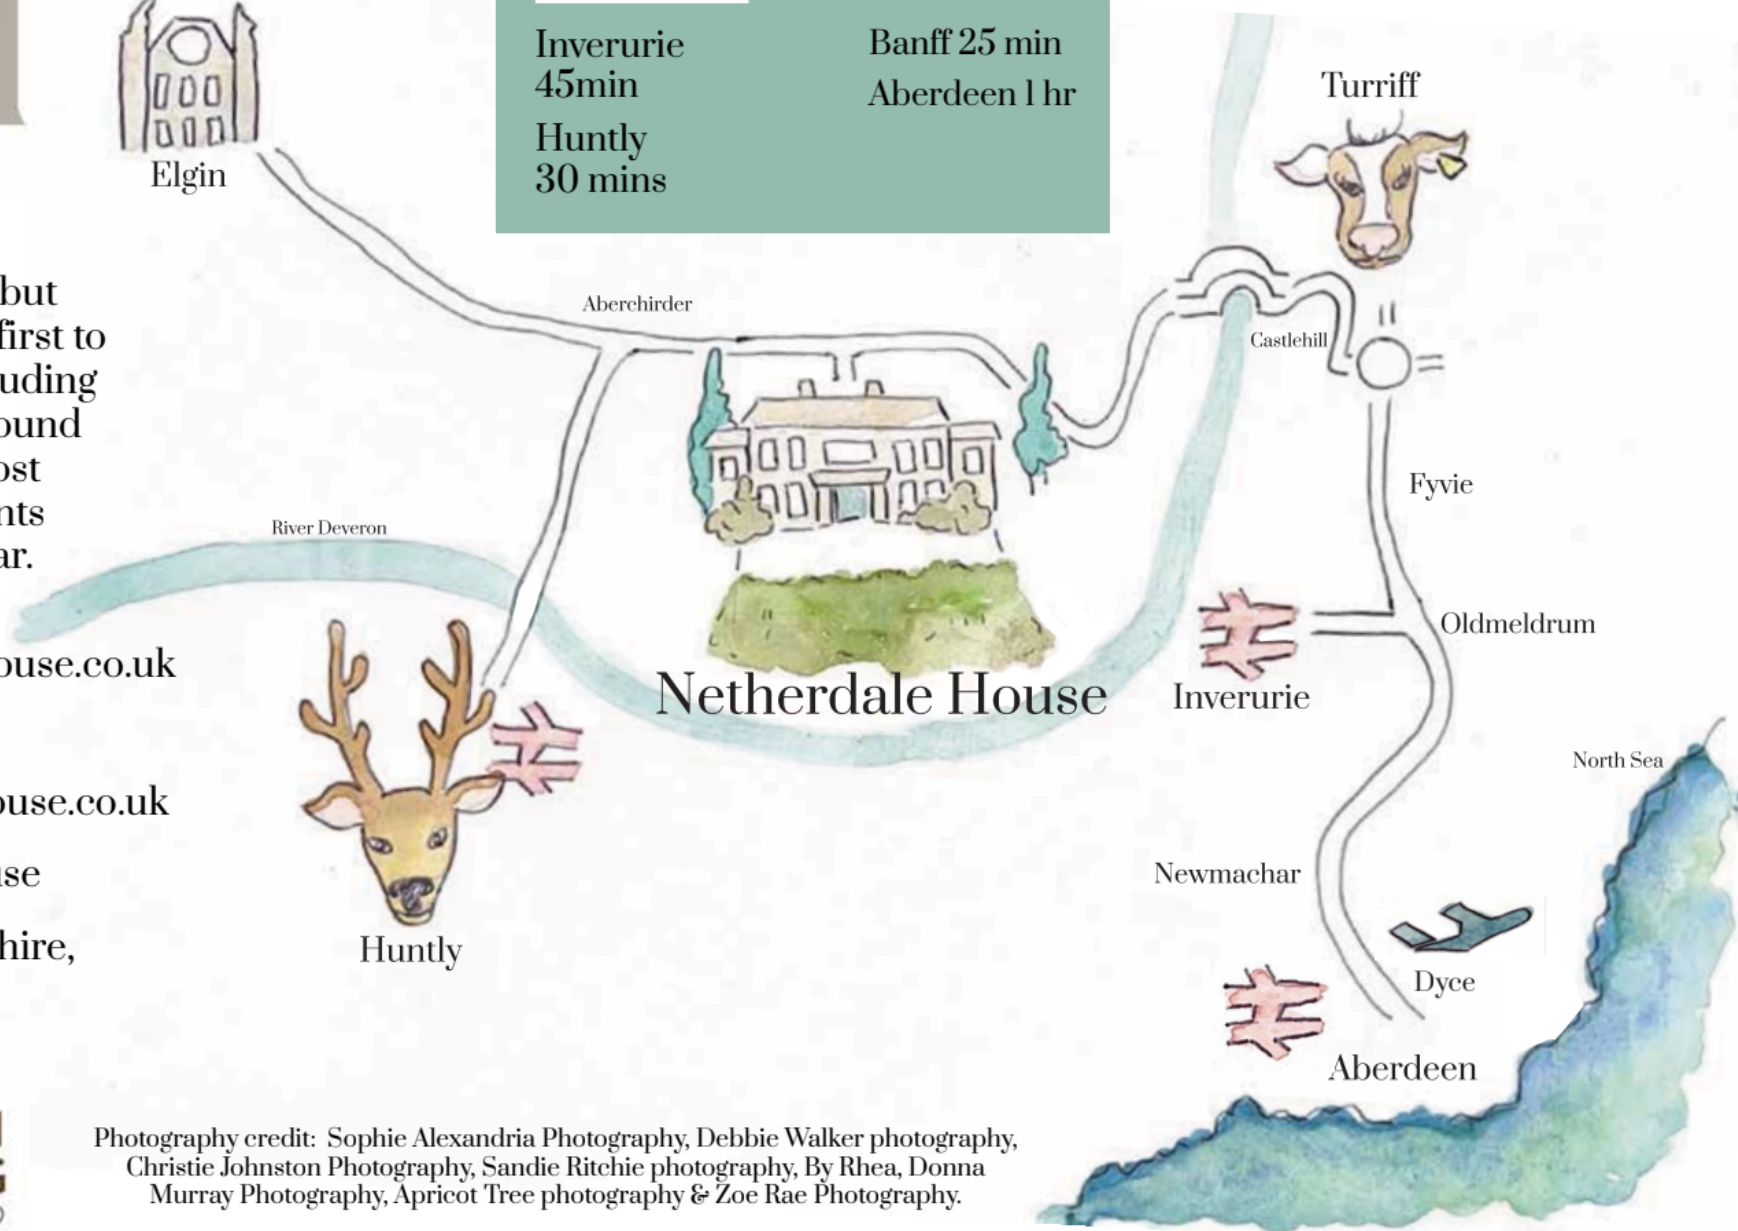 Inverurie
45min
Huntly
30 mins
Banff 25 min
Aberdeen 1 hr
Turriff
Elgin
Aberchirder
Castlehill
Fyvie
River Deveron
Oldmeldrum
Netherdale House
Inverurie
North Sea
Newmachar
Huntly
Dyce
Aberdeen
but
first to
uding
ound
ost
nts
ar.
ouse.co.uk
ouse.co.uk
use
hire,
Photography credit: Sophie Alexandria Photography, Debbie Walker photography,
Christie Johnston Photography, Sandie Ritchie photography, By Rhea, Donna
Murray Photography, Apricot Tree photography & Zoe Rae Photography.